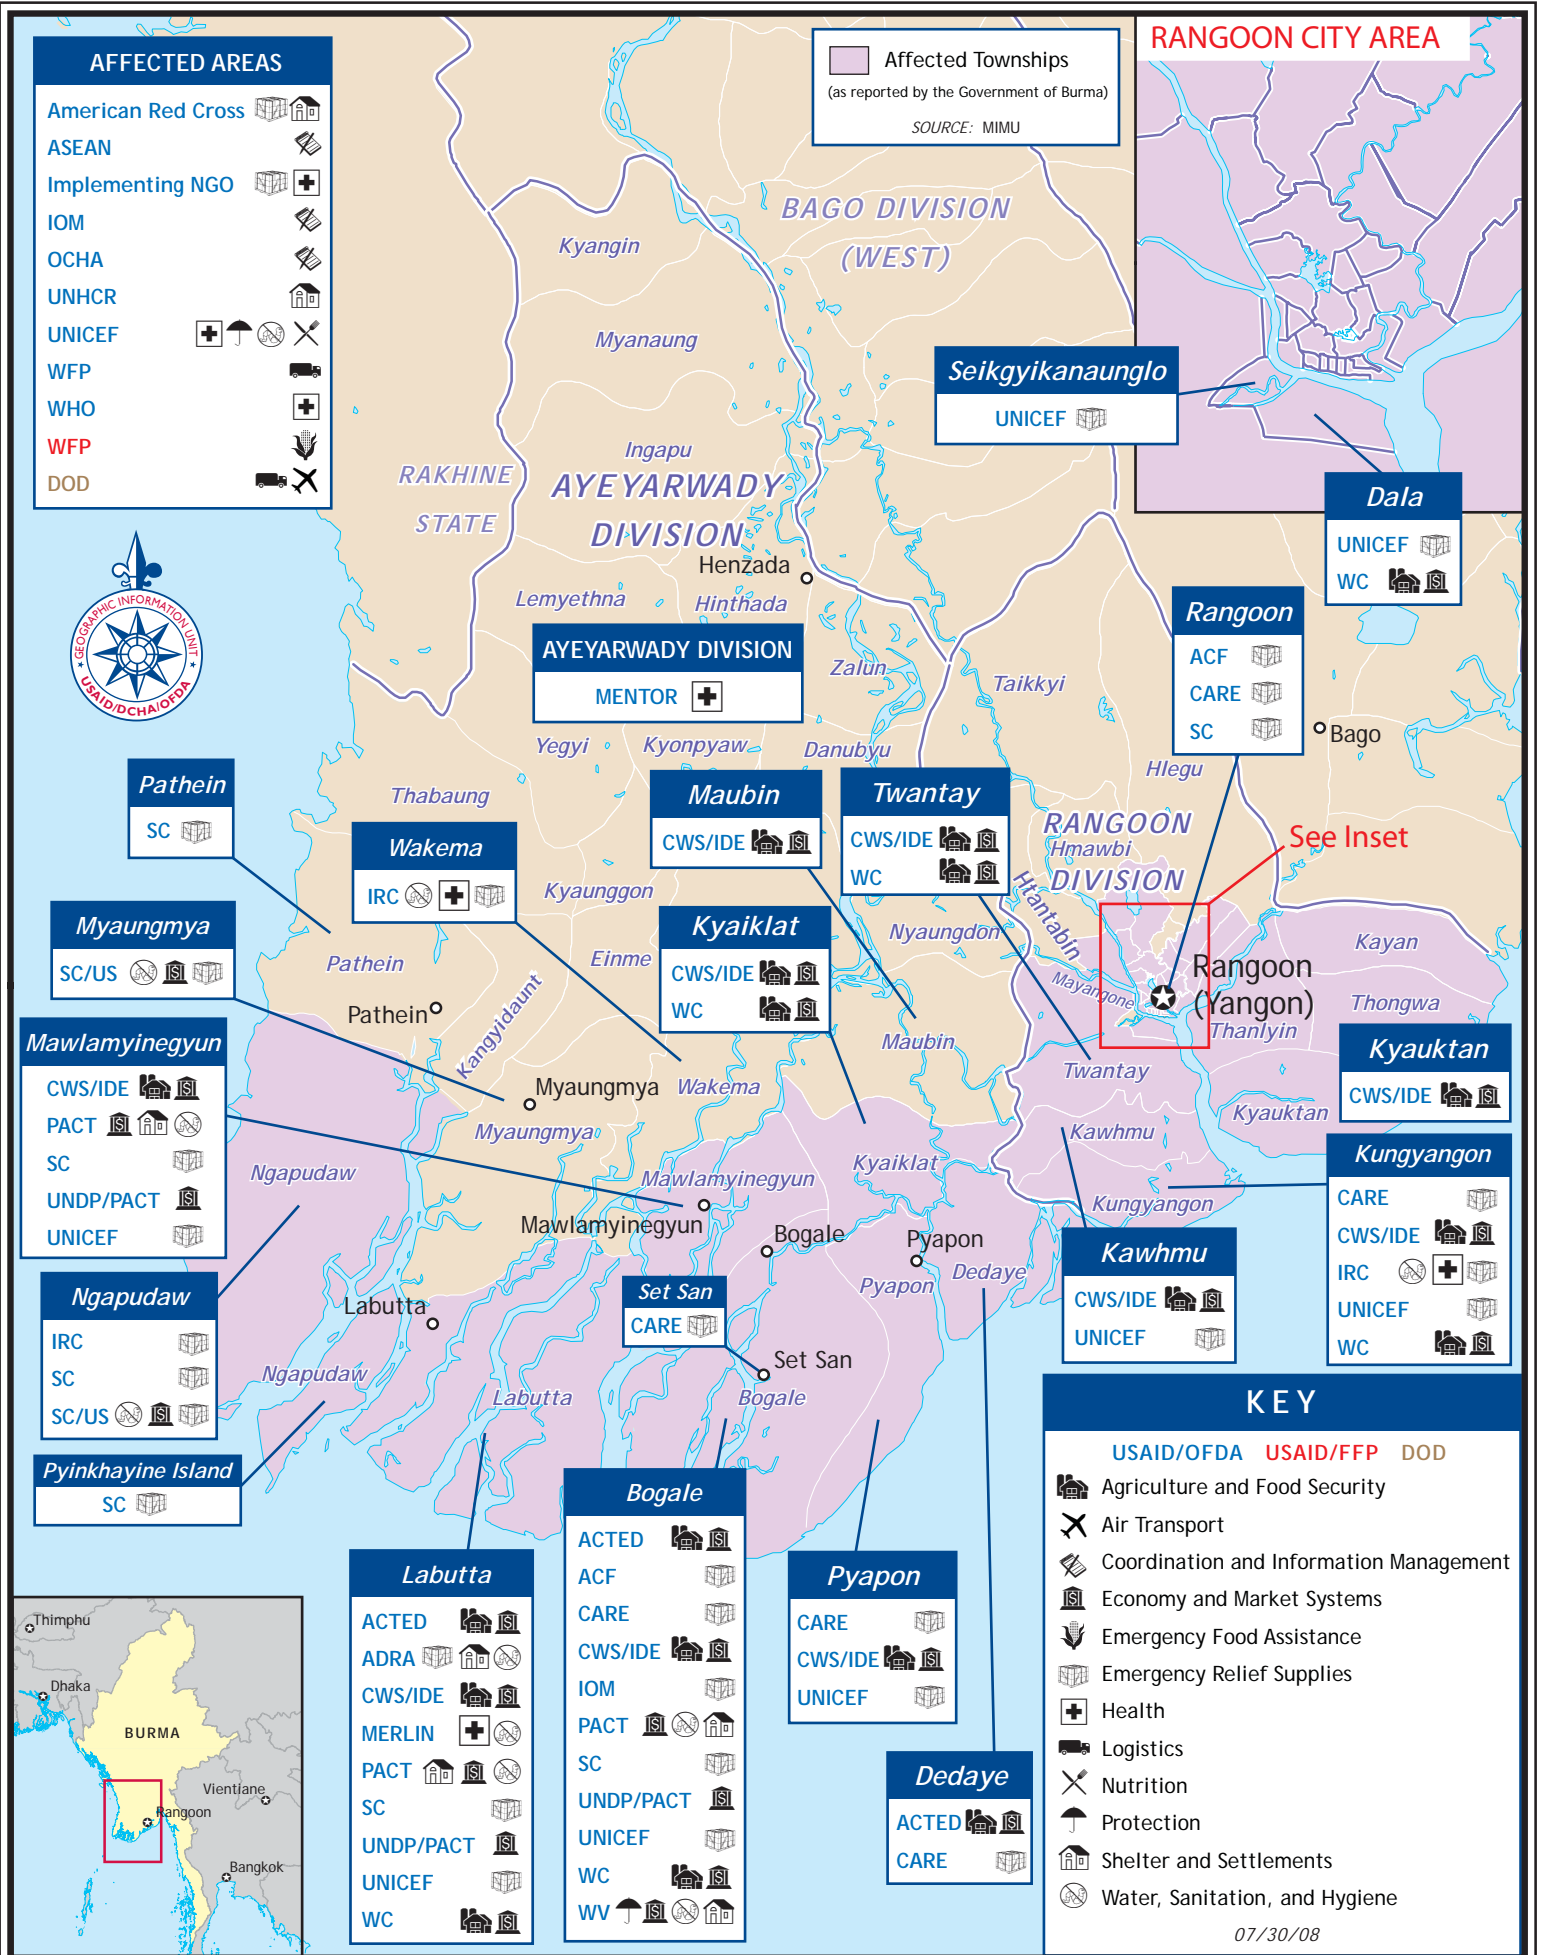 AFFECTED AREAS
American Red Cross
ASEAN
Implementing NGO
IOM
OCHA
UNHCR
UNICEF
WFP
WHO
WFP
DOD
Affected Townships
(as reported by the Government of Burma)
SOURCE: MIMU
RANGOON CITY AREA
BAGO DIVISION
(WEST)
Kyangin
Myanaung
Ingapu
RAKHINE
STATE
AYEYARWADY
DIVISION
Henzada
Lemyethna
Hinthada
Seikgyikanaunglo
UNICEF
Dala
UNICEF
WC
GEOGRAPHIC INFORMATION UNIT
USAID/DCHA/OFDA
AYEYARWADY DIVISION
MENTOR
Zalun
Taikkyi
Rangoon
ACF
CARE
SC
Bago
Yegyi
Kyonpyaw
Danubyu
Hlegu
Thabaung
Pathein
SC
Wakema
IRC
Maubin
CWS/IDE
Twantay
CWS/IDE
WC
RANGOON
Hmawbi
DIVISION
See Inset
Htantabin
Kyaunggon
Nyaungdon
Myaungmya
SC/US
Kyaiklat
CWS/IDE
WC
Einme
Pathein
Pathein
Kangyidaunt
Mayangone
Rangoon
(Yangon)
Kayan
Thongwa
Thanlyin
Maubin
Mawlamyinegyun
CWS/IDE
PACT
SC
UNDP/PACT
UNICEF
Kyauktan
CWS/IDE
Myaungmya
Wakema
Twantay
Kyauktan
Myaungmya
Kawhmu
Kyaiklat
Ngapudaw
Mawlamyinegyun
Kungyangon
Kungyangon
CARE
CWS/IDE
IRC
UNICEF
WC
Mawlamyinegyun
Bogale
Pyapon
Dedaye
Pyapon
Kawhmu
CWS/IDE
UNICEF
Ngapudaw
IRC
SC
SC/US
Labutta
Set San
CARE
Set San
Ngapudaw
Labutta
Bogale
Pyinkhayine Island
SC
Labutta
ACTED
ADRA
CWS/IDE
MERLIN
PACT
SC
UNDP/PACT
UNICEF
WC
Bogale
ACTED
ACF
CARE
CWS/IDE
IOM
PACT
SC
UNDP/PACT
UNICEF
WC
WV
Pyapon
CARE
CWS/IDE
UNICEF
Dedaye
ACTED
CARE
KEY
USAID/OFDA USAID/FFP DOD
Agriculture and Food Security
Air Transport
Coordination and Information Management
Economy and Market Systems
Emergency Food Assistance
Emergency Relief Supplies
Health
Logistics
Nutrition
Protection
Shelter and Settlements
Water, Sanitation, and Hygiene
07/30/08
Thimphu
Dhaka
BURMA
Vientiane
Rangoon
Bangkok